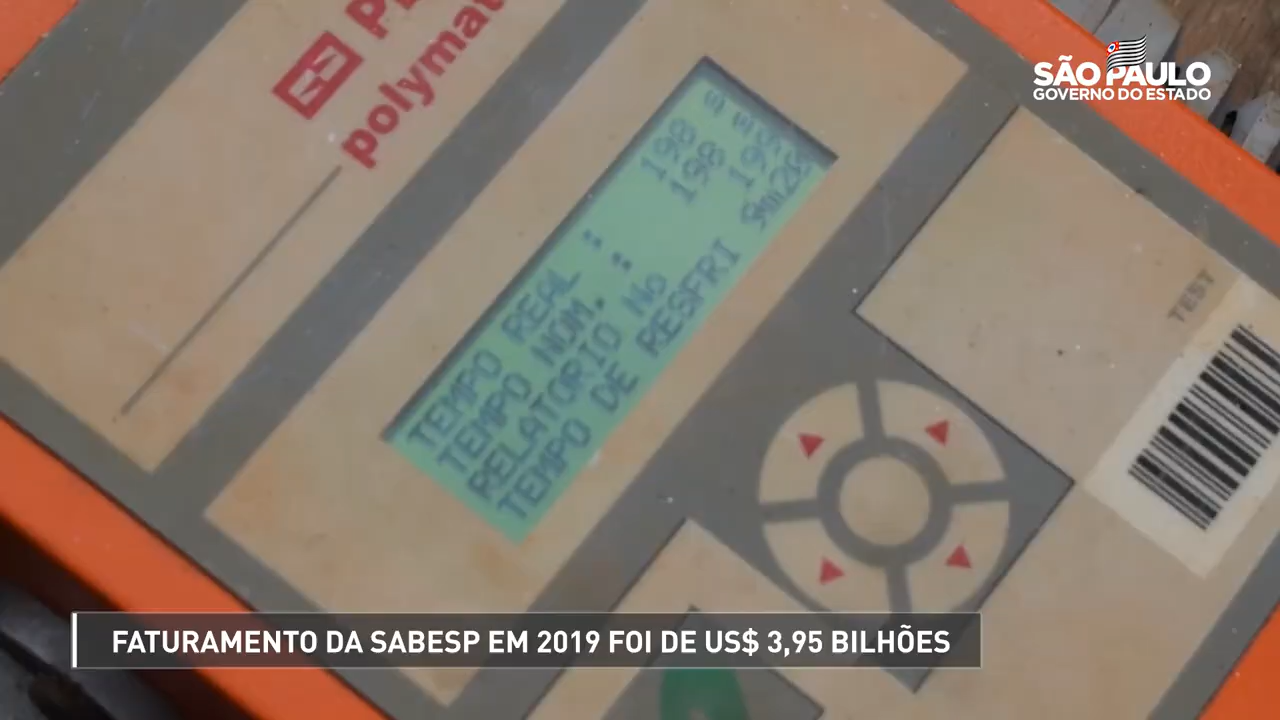 SÃO PAULO
GOVERNO DO ESTADO
polymat
TEMPO REAL : 198
TEMPO NOM. : 198
RELATORIO No
TEMPO DE RESFRI
TEST
FATURAMENTO DA SABESP EM 2019 FOI DE US$ 3,95 BILHÕES